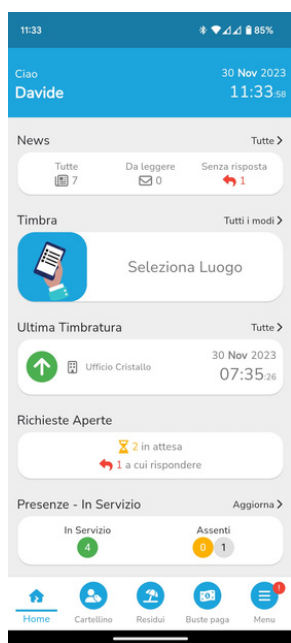 11:33 85%
Ciao 30 Nov 2023
Davide 11:33:58
News Tutte
Tutte Da leggere Senza risposta
7 0 1
Timbra Tutti i modi
Seleziona Luogo
Ultima Timbratura Tutte
Ufficio Cristallo 30 Nov 2023
07:35:26
Richieste Aperte
2 in attesa
1 a cui rispondere
Presenze - In Servizio Aggiorna
In Servizio Assenti
4 0 1
Home Cartellino Residui Buste paga Menu